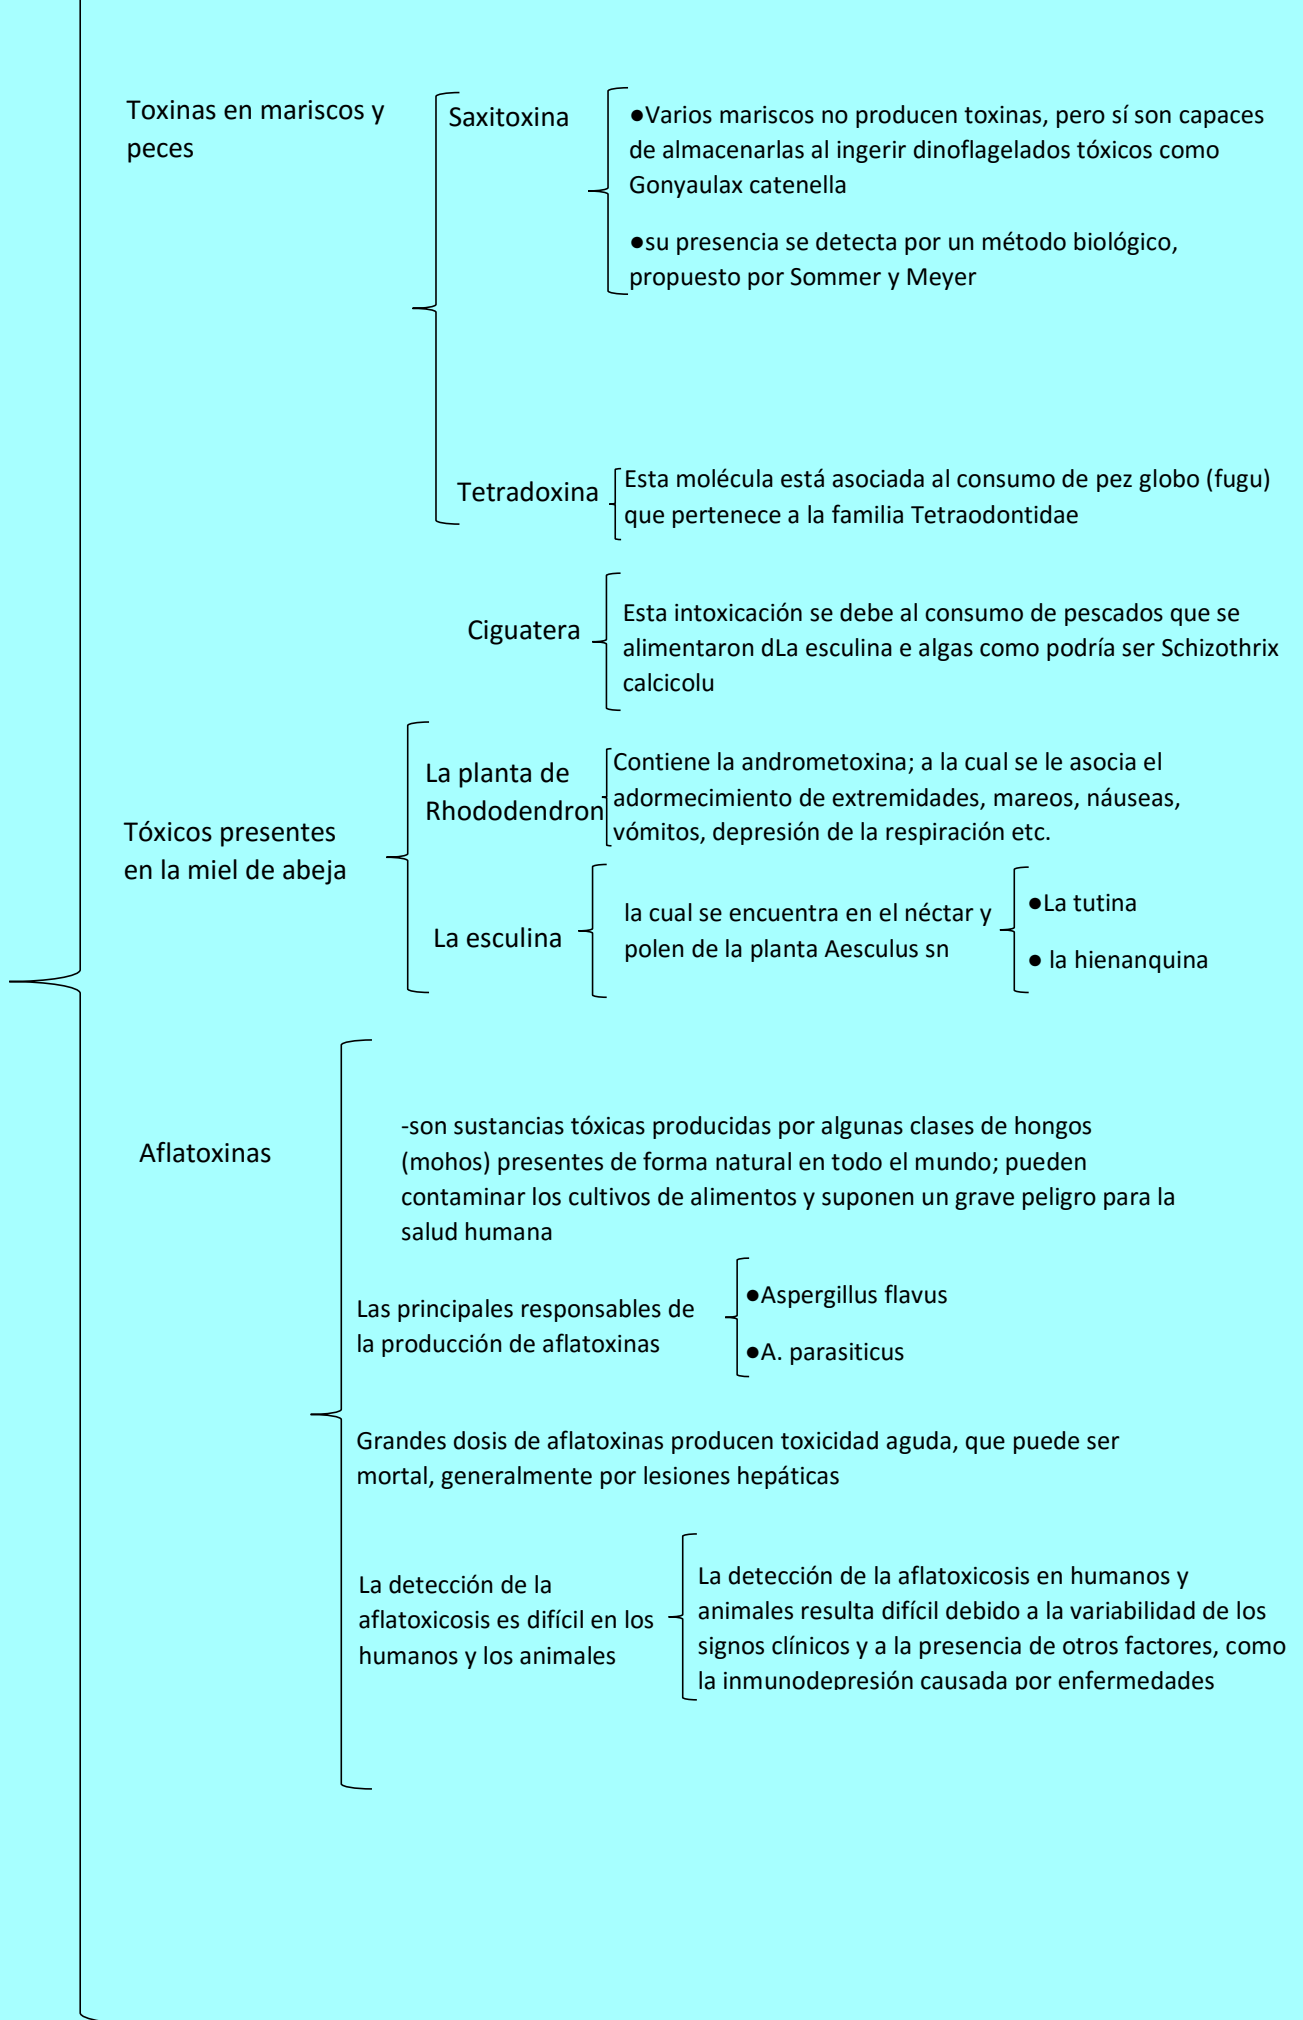 Toxinas en mariscos y
peces
Saxitoxina
●Varios mariscos no producen toxinas, pero sí son capaces
de almacenarlas al ingerir dinoflagelados tóxicos como
Gonyaulax catenella
●su presencia se detecta por un método biológico,
propuesto por Sommer y Meyer
Tetradoxina
Esta molécula está asociada al consumo de pez globo (fugu)
que pertenece a la familia Tetraodontidae
Ciguatera
Esta intoxicación se debe al consumo de pescados que se
alimentaron dLa esculina e algas como podría ser Schizothrix
calcicolu
Tóxicos presentes
en la miel de abeja
La planta de
Rhododendron
Contiene la andrometoxina; a la cual se le asocia el
adormecimiento de extremidades, mareos, náuseas,
vómitos, depresión de la respiración etc.
La esculina
la cual se encuentra en el néctar y
polen de la planta Aesculus sn
●La tutina
● la hienanquina
Aflatoxinas
-son sustancias tóxicas producidas por algunas clases de hongos
(mohos) presentes de forma natural en todo el mundo; pueden
contaminar los cultivos de alimentos y suponen un grave peligro para la
salud humana
Las principales responsables de
la producción de aflatoxinas
●Aspergillus flavus
●A. parasiticus
Grandes dosis de aflatoxinas producen toxicidad aguda, que puede ser
mortal, generalmente por lesiones hepáticas
La detección de la
aflatoxicosis es difícil en los
humanos y los animales
La detección de la aflatoxicosis en humanos y
animales resulta difícil debido a la variabilidad de los
signos clínicos y a la presencia de otros factores, como
la inmunodepresión causada por enfermedades